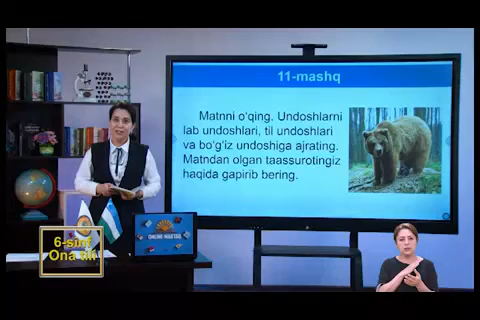 11-mashq
Matnni o‘qing. Undoshlarni
lab undoshlari, til undoshlari
va bo‘g‘iz undoshiga ajrating.
Matndan olgan taassurotingiz
haqida gapirib bering.
ONLINE MAKTAB
6-sinf
Ona tili